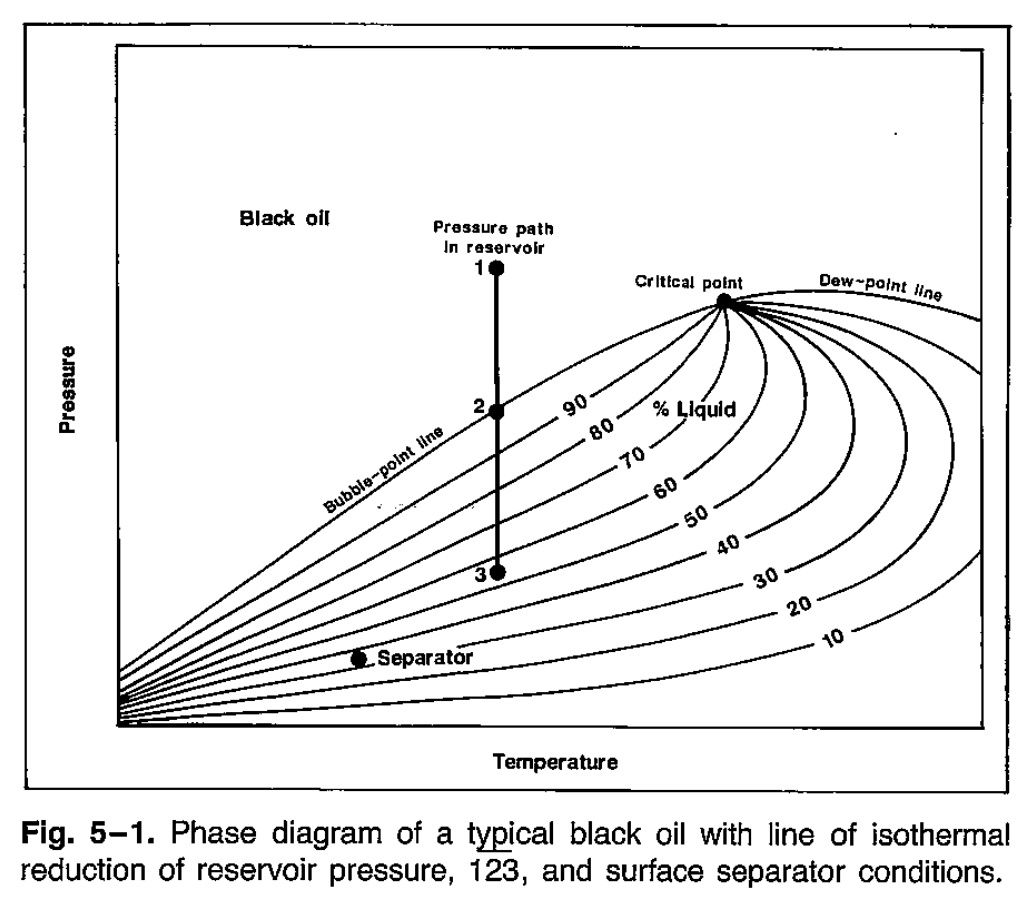 Black oil
Pressure path
in reservoir
1
Critical point
Dew-point line
Pressure
2
90
% Liquid
80
Bubble-point line
70
60
50
40
3
30
20
10
Separator
Temperature
Fig. 5–1. Phase diagram of a typical black oil with line of isothermal
reduction of reservoir pressure, 123, and surface separator conditions.